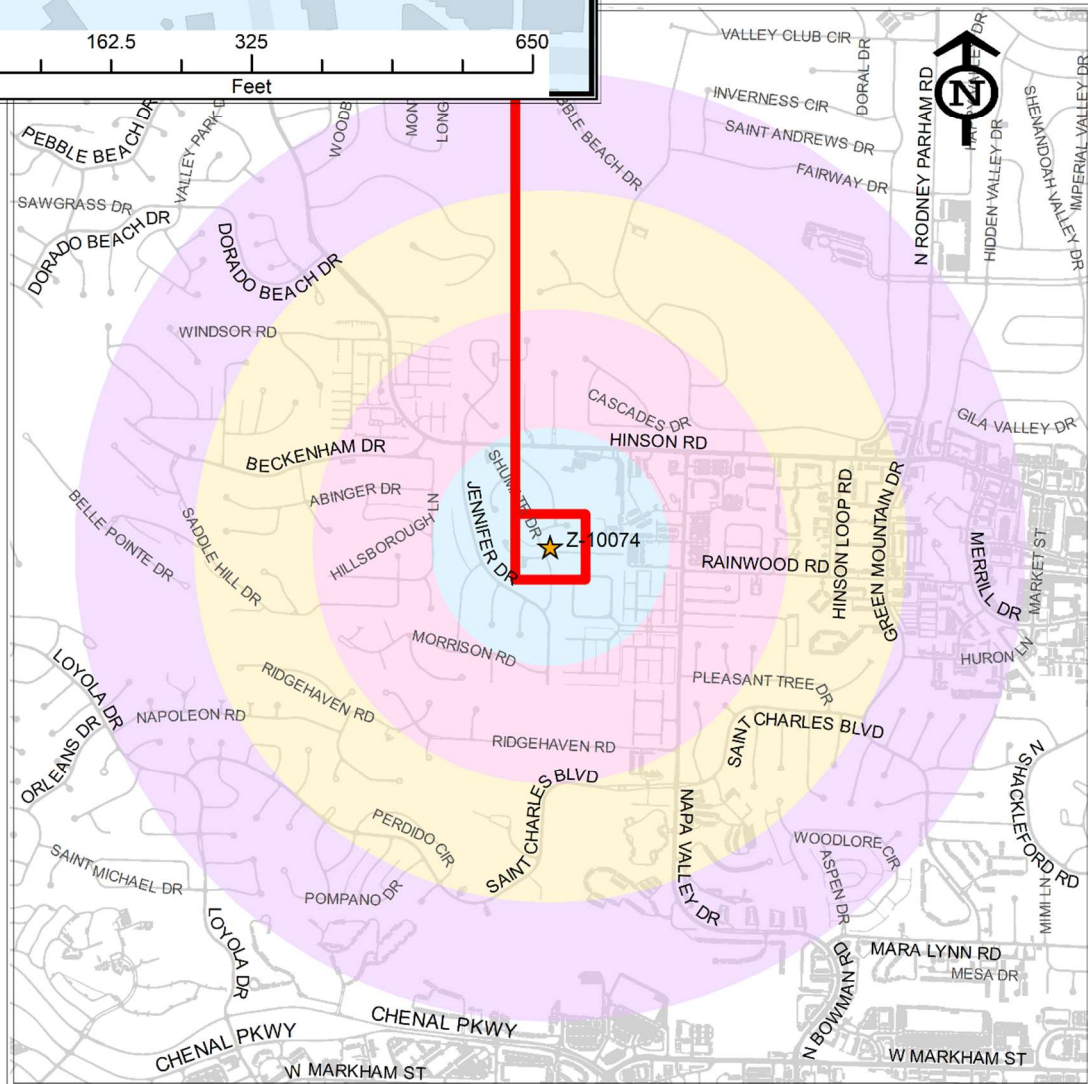 162.5 325 650
Feet
VALLEY CLUB CIR
DORAL DR
N RODNEY PARHAM RD
N
HIDDEN VALLEY DR
SHENANDOAH VALLEY DR
IMPERIAL VALLEY DR
INVERNESS CIR
SAINT ANDREWS DR
FAIRWAY DR
PEBBLE BEACH DR
VALLEY PARK D
WOODB
MON
LONG
BBLE BEACH DR
SAWGRASS DR
DORADO BEACH DR
DORADO BEACH DR
WINDSOR RD
CASCADES DR
HINSON RD
GILA VALLEY DR
BECKENHAM DR
ABINGER DR
HILLSBOROUGH LN
SHUMATE DR
JENNIFER DR
Z-10074
RAINWOOD RD
HINSON LOOP RD
GREEN MOUNTAIN DR
MERRILL DR
MARKET ST
BELLE POINTE DR
SADDLE HILL DR
MORRISON RD
HURON LN
PLEASANT TREE DR
LOYOLA DR
RIDGEHAVEN RD
NAPOLEON RD
ORLEANS DR
RIDGEHAVEN RD
SAINT CHARLES BLVD
SAINT CHARLES BLVD
N SHACKLEFORD RD
NAPA VALLEY DR
PERDIDO CIR
WOODLORE CIR
ASPEN DR
MIMI LN
SAINT MICHAEL DR
POMPANO DR
LOYOLA DR
MARA LYNN RD
MESA DR
N BOWMAN RD
CHENAL PKWY
CHENAL PKWY
W MARKHAM ST
W MARKHAM ST